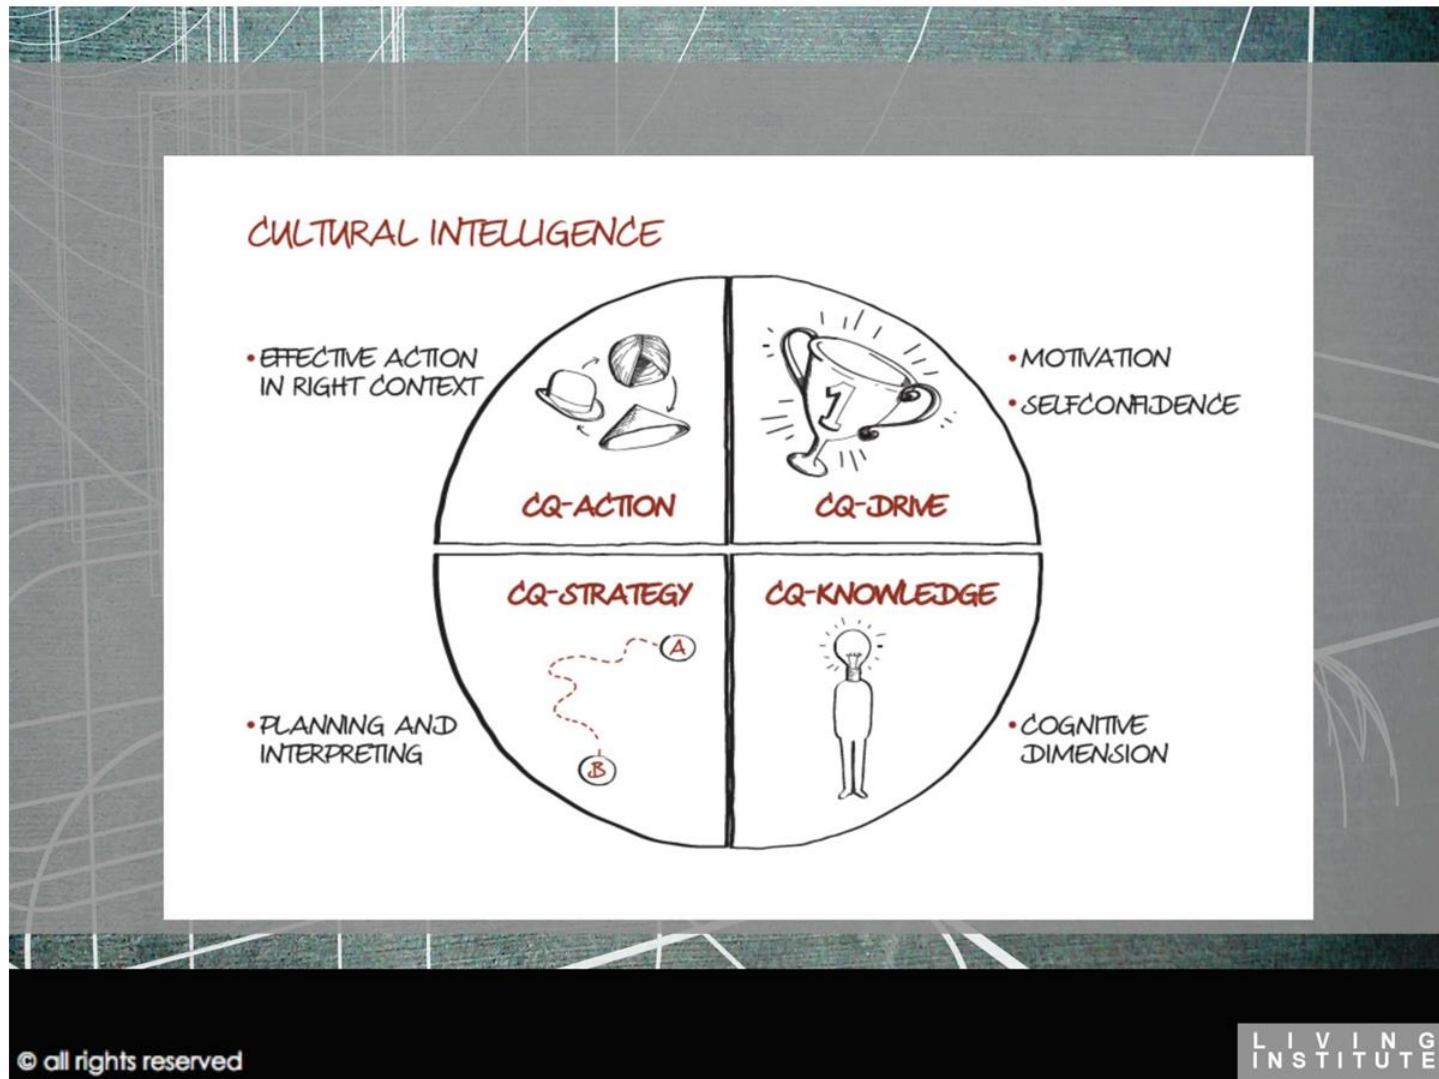 CULTURAL INTELLIGENCE
• EFFECTIVE ACTION
IN RIGHT CONTEXT
• MOTIVATION
• SELFCONFIDENCE
1
CQ-ACTION
CQ-DRIVE
CQ-STRATEGY
CQ-KNOWLEDGE
A
B
• PLANNING AND
INTERPRETING
• COGNITIVE
DIMENSION
© all rights reserved
LIVING
INSTITUTE